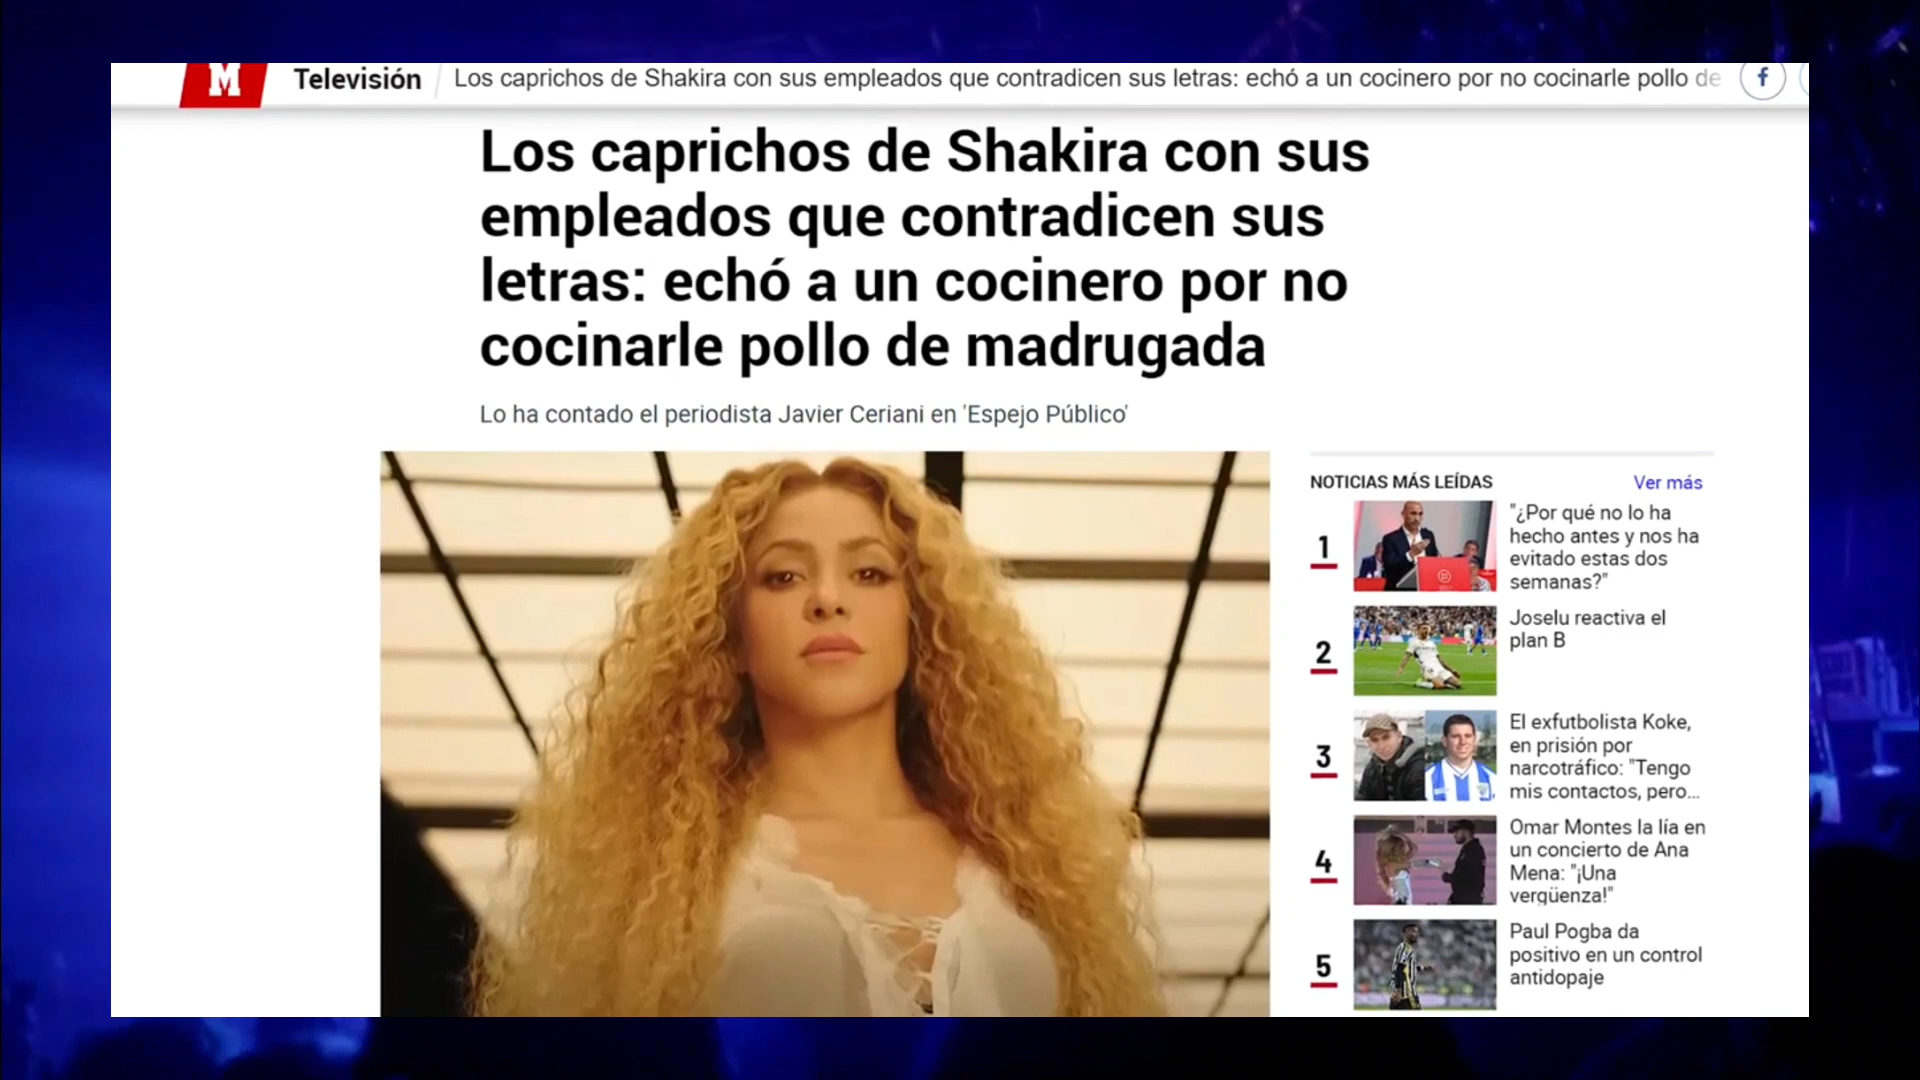 M
Televisión
Los caprichos de Shakira con sus empleados que contradicen sus letras: echó a un cocinero por no cocinarle pollo de
f
Los caprichos de Shakira con sus
empleados que contradicen sus
letras: echó a un cocinero por no
cocinarle pollo de madrugada
Lo ha contado el periodista Javier Ceriani en 'Espejo Público'
NOTICIAS MÁS LEÍDAS
Ver más
1
"¿Por qué no lo ha
hecho antes y nos ha
evitado estas dos
semanas?"
2
Joselu reactiva el
plan B
3
El exfutbolista Koke,
en prisión por
narcotráfico: "Tengo
mis contactos, pero...
4
Omar Montes la lía en
un concierto de Ana
Mena: "¡Una
vergüenza!"
5
Paul Pogba da
positivo en un control
antidopaje